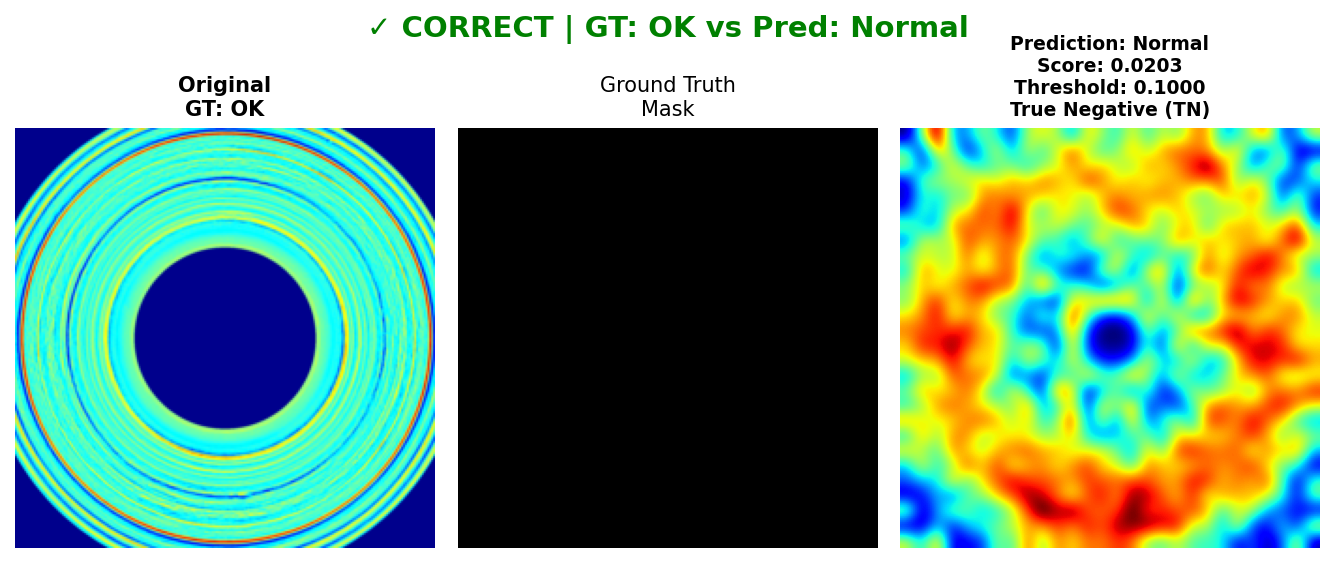 ✓ CORRECT | GT: OK vs Pred: Normal
Original
GT: OK
Ground Truth
Mask
Prediction: Normal
Score: 0.0203
Threshold: 0.1000
True Negative (TN)